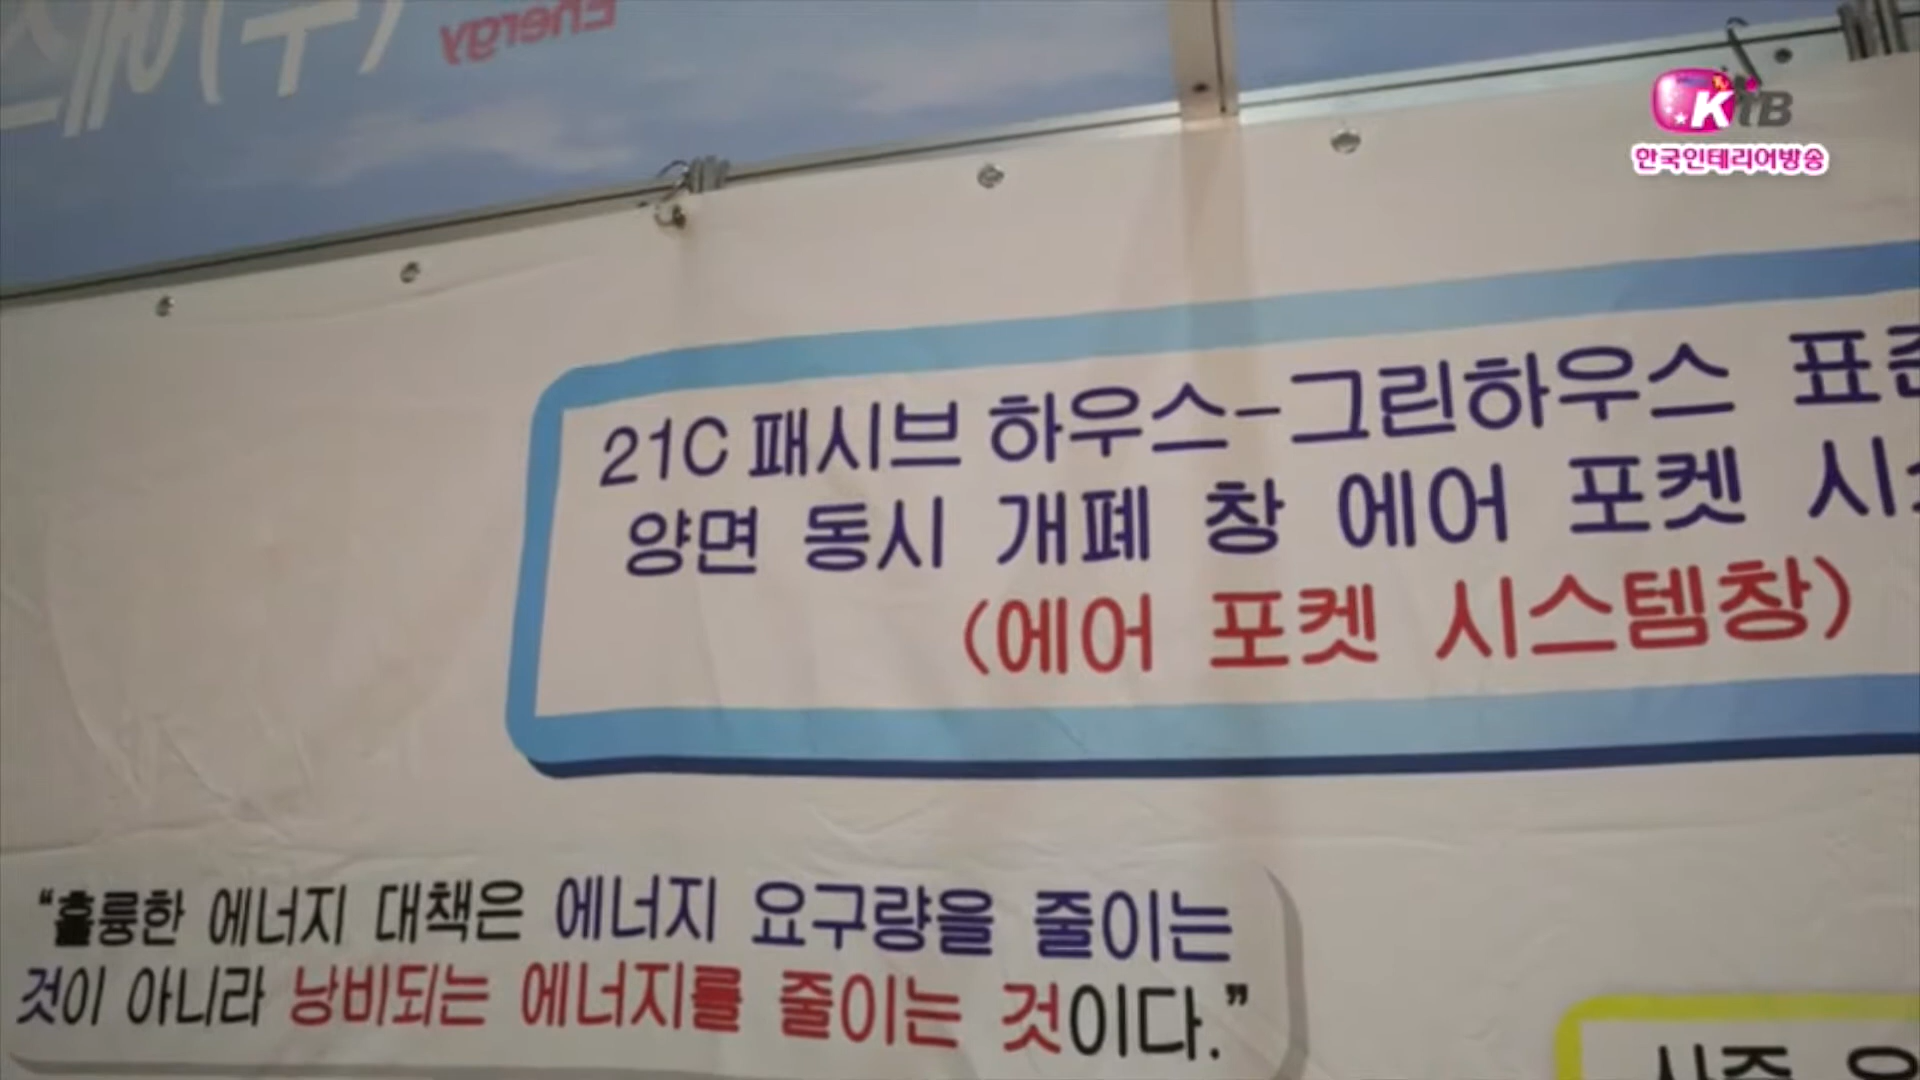 Energy
KTB
한국인테리어방송
21C 패시브 하우스-그린하우스
양면 동시 개폐 창 에어 포켓
(에어 포켓 시스템창)
“훌륭한 에너지 대책은 에너지 요구량을 줄이는
것이 아니라 낭비되는 에너지를 줄이는 것이다.”